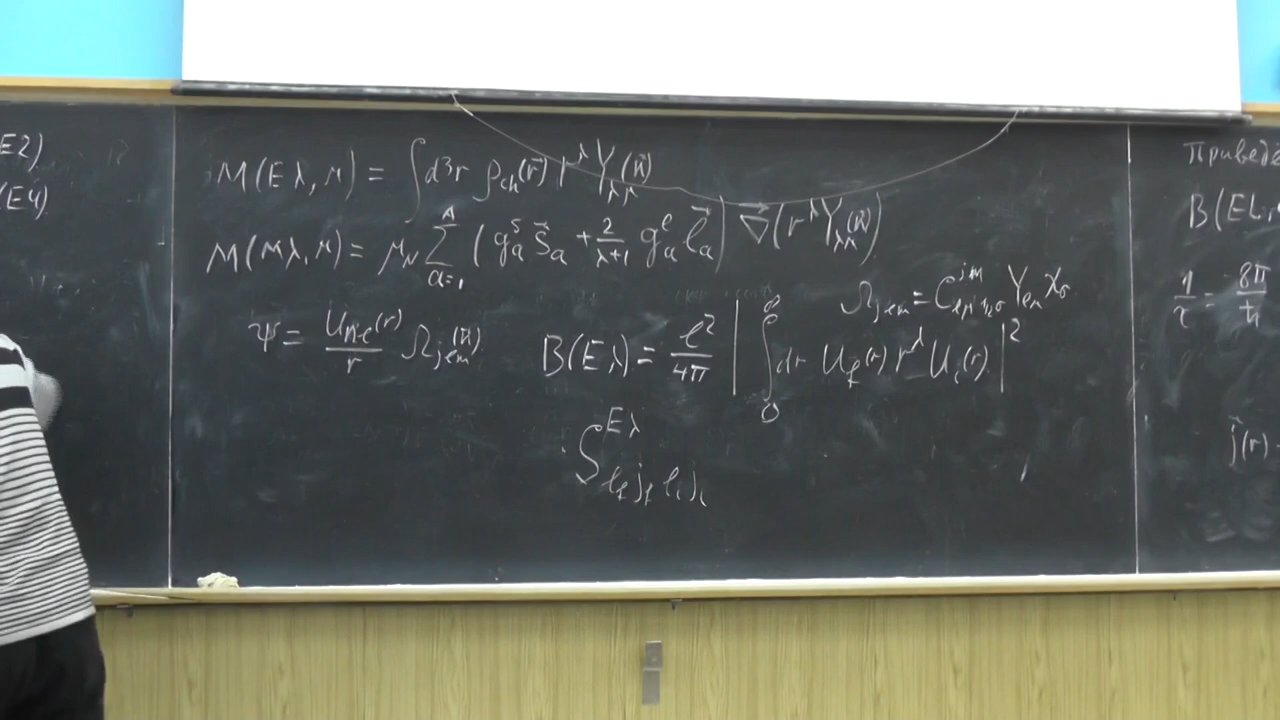 E2)
(E4)
M(Eλ, μ) = ∫ d³r ρ_ch(r⃗) r^λ Y_λμ(n⃗)
M(Mλ, μ) = μ_N Σ_{a=1}^{A} (g_a^s s⃗_a + 2/(λ+1) g_a^l l⃗_a) ∇⃗(r^λ Y_λμ(n⃗))
Ω_jlm = C^{jm}_{lμ 1/2σ} Y_lμ χ_σ
ψ = U_nl(r)/r Ω_jlm(n⃗)
B(Eλ) = e²/4π |∫_0^∞ dr U_f(r) r^λ U_i(r)|²
S^{Eλ}_{l_f j_f l_i j_i}
Приведё
B(EL,
1/τ = 8π/ħ
j⃗(r)